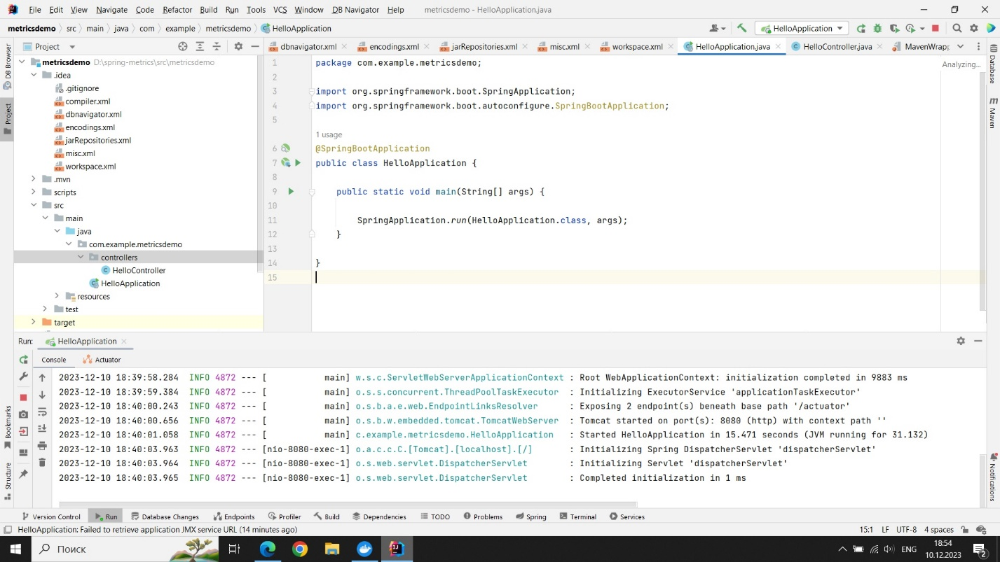 File Edit View Navigate Code Refactor Build Run Tools VCS Window DB Navigator Help metricsdemo - HelloApplication.java
metricsdemo src main java com example metricsdemo HelloApplication
HelloApplication
DB Browser
Project
Bookmarks
Structure
Project
metricsdemo D:\spring-metrics\src\metricsdemo
.idea
.gitignore
compiler.xml
dbnavigator.xml
encodings.xml
jarRepositories.xml
misc.xml
workspace.xml
.mvn
scripts
src
main
java
com.example.metricsdemo
controllers
HelloController
HelloApplication
resources
test
target
dbnavigator.xml encodings.xml jarRepositories.xml misc.xml workspace.xml HelloApplication.java HelloController.java MavenWrapp
Analyzing...
1 package com.example.metricsdemo;
2
3 import org.springframework.boot.SpringApplication;
4 import org.springframework.boot.autoconfigure.SpringBootApplication;
5
1 usage
6 @SpringBootApplication
7 public class HelloApplication {
8
9 public static void main(String[] args) {
10
11 SpringApplication.run(HelloApplication.class, args);
12 }
13
14 }
15
Database
Maven
Notifications
Run: HelloApplication
Console Actuator
2023-12-10 18:39:58.284 INFO 4872 --- [ main] w.s.c.ServletWebServerApplicationContext : Root WebApplicationContext: initialization completed in 9883 ms
2023-12-10 18:39:59.384 INFO 4872 --- [ main] o.s.s.concurrent.ThreadPoolTaskExecutor : Initializing ExecutorService 'applicationTaskExecutor'
2023-12-10 18:40:00.243 INFO 4872 --- [ main] o.s.b.a.e.web.EndpointLinksResolver : Exposing 2 endpoint(s) beneath base path '/actuator'
2023-12-10 18:40:00.656 INFO 4872 --- [ main] o.s.b.w.embedded.tomcat.TomcatWebServer : Tomcat started on port(s): 8080 (http) with context path ''
2023-12-10 18:40:01.058 INFO 4872 --- [ main] c.example.metricsdemo.HelloApplication : Started HelloApplication in 15.471 seconds (JVM running for 31.132)
2023-12-10 18:40:03.963 INFO 4872 --- [nio-8080-exec-1] o.a.c.c.C.[Tomcat].[localhost].[/] : Initializing Spring DispatcherServlet 'dispatcherServlet'
2023-12-10 18:40:03.964 INFO 4872 --- [nio-8080-exec-1] o.s.web.servlet.DispatcherServlet : Initializing Servlet 'dispatcherServlet'
2023-12-10 18:40:03.965 INFO 4872 --- [nio-8080-exec-1] o.s.web.servlet.DispatcherServlet : Completed initialization in 1 ms
Version Control Run Database Changes Endpoints Profiler Build Dependencies TODO Problems Spring Terminal Services
HelloApplication: Failed to retrieve application JMX service URL (14 minutes ago) 15:1 LF UTF-8 4 spaces
Поиск
ENG
18:54
10.12.2023
2